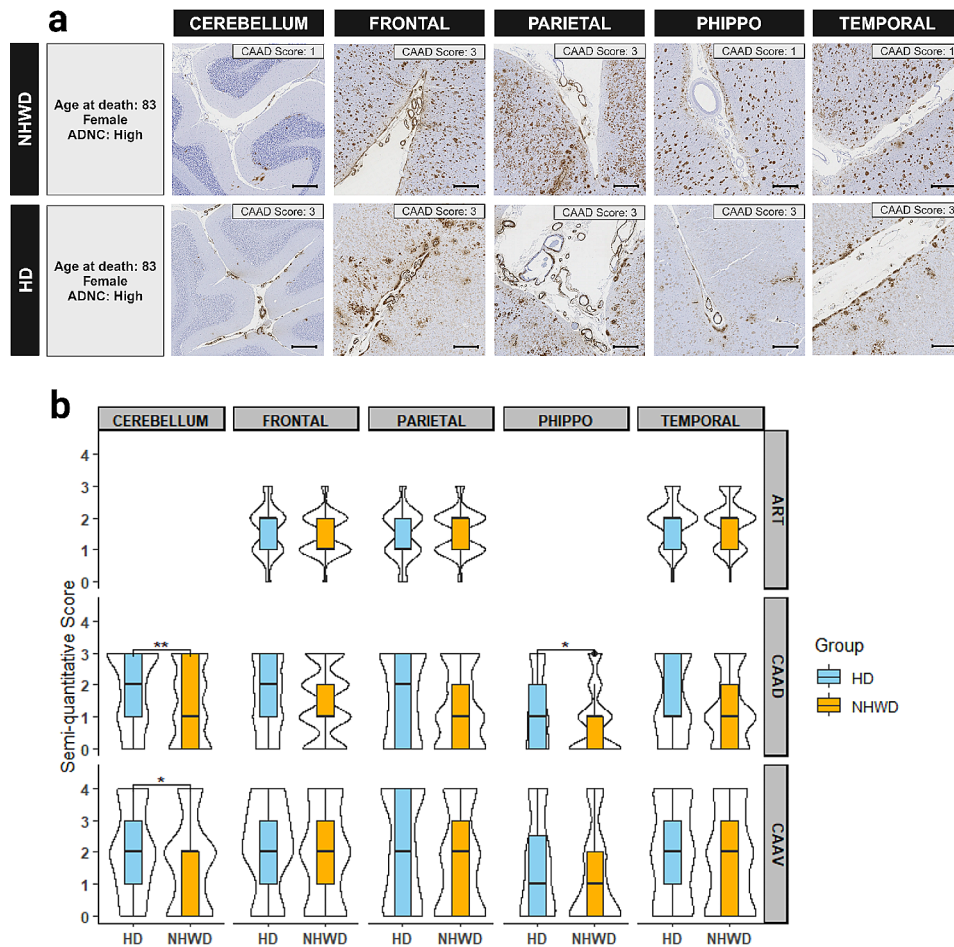 a
CEREBELLUM FRONTAL PARIETAL PHIPPO TEMPORAL
NHWD
Age at death: 83
Female
ADNC: High
CAAD Score: 1
CAAD Score: 3
CAAD Score: 3
CAAD Score: 1
CAAD Score: 1
HD
Age at death: 83
Female
ADNC: High
CAAD Score: 3
CAAD Score: 3
CAAD Score: 3
CAAD Score: 3
CAAD Score: 3
b
CEREBELLUM FRONTAL PARIETAL PHIPPO TEMPORAL
Semi-quantitative Score
4
3
2
1
0
ART
4
3
2
1
0
** *
CAAD
4
3
2
1
0
*
CAAV
HD NHWD HD NHWD HD NHWD HD NHWD HD NHWD
Group
HD
NHWD